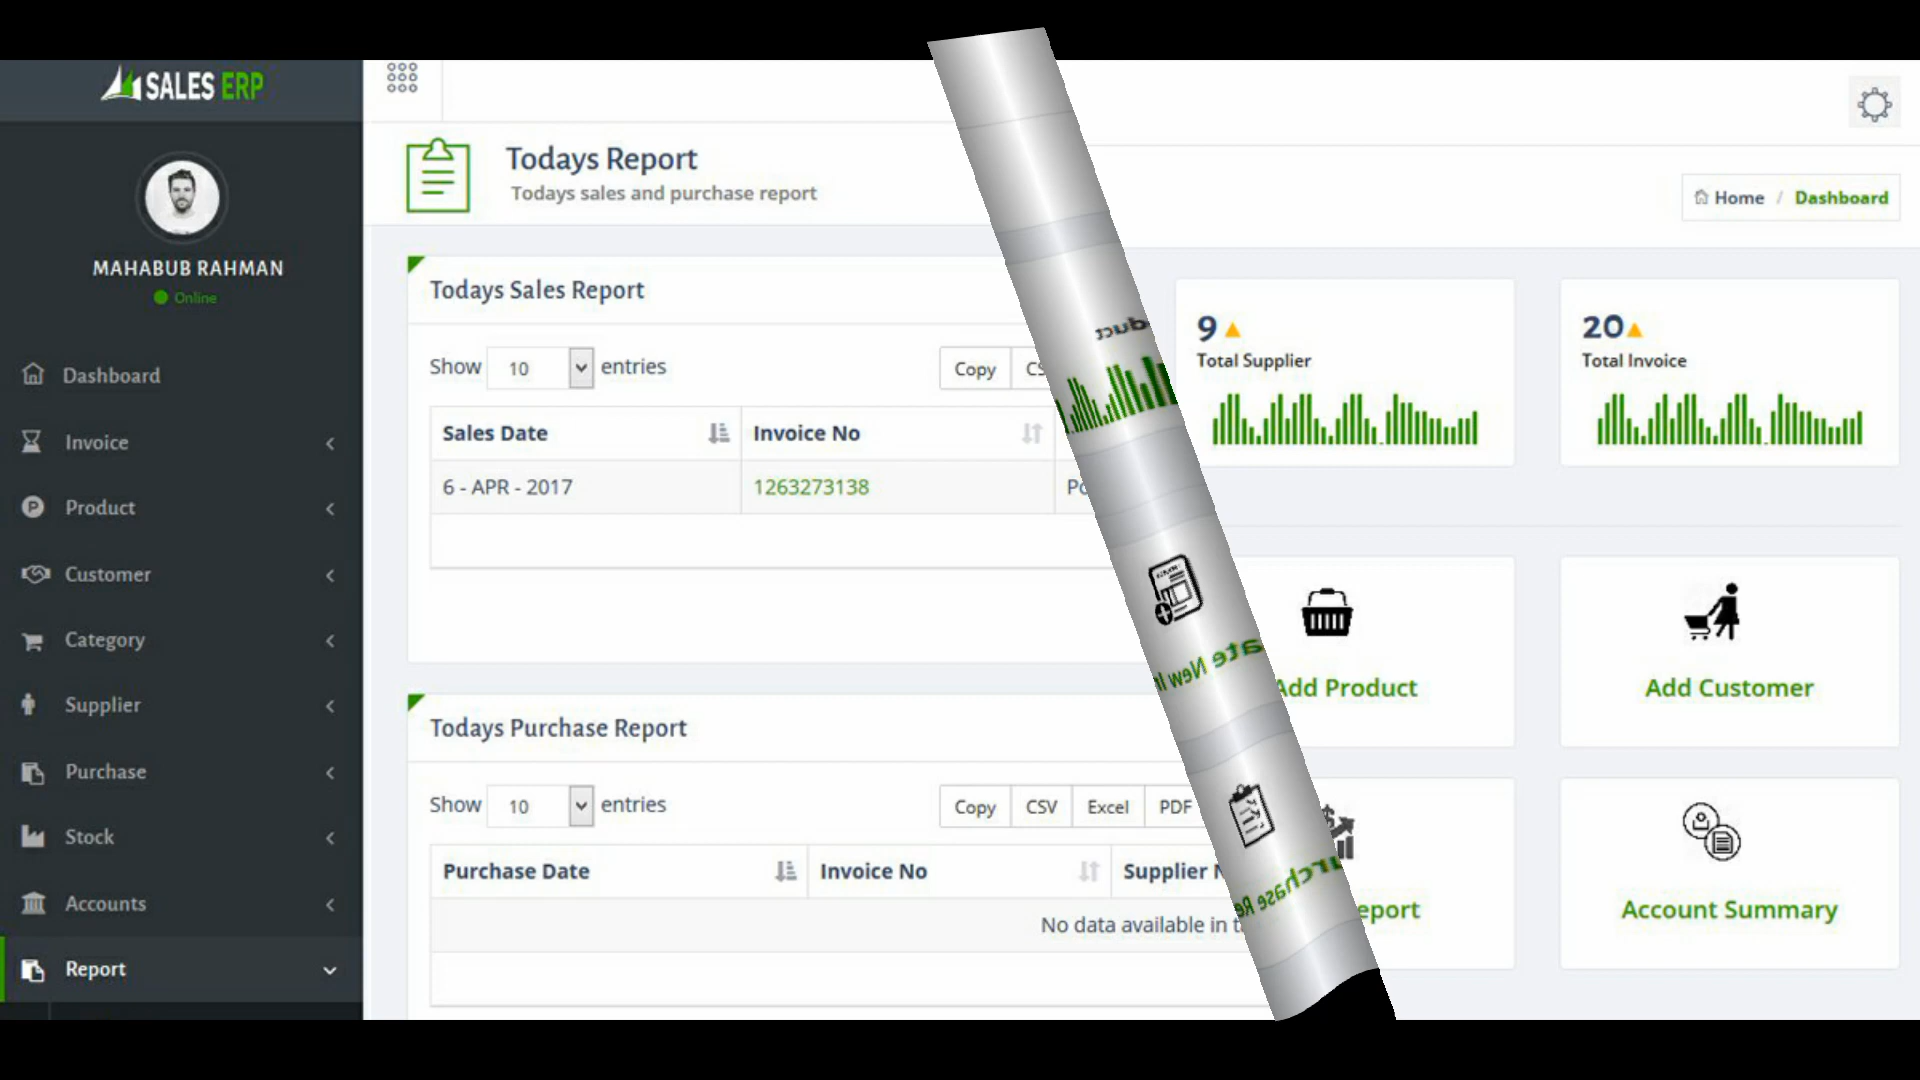 SALES ERP
MAHABUB RAHMAN
Online
Dashboard
Invoice
Product
Customer
Category
Supplier
Purchase
Stock
Accounts
Report
Todays Report
Todays sales and purchase report
Todays Sales Report
Show 10 entries
Copy
Sales Date Invoice No
6 - APR - 2017 1263273138
Todays Purchase Report
Show 10 entries
Copy CSV Excel PDF
Purchase Date Invoice No Supplier
No data available in
Home / Dashboard
9
Total Supplier
20
Total Invoice
New
Add Product
Add Customer
Account Summary